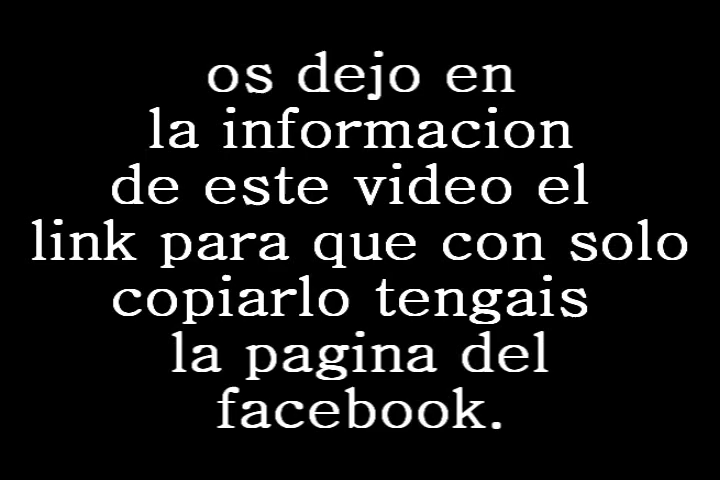 os dejo en
la informacion
de este video el
link para que con solo
copiarlo tengais
la pagina del
facebook.